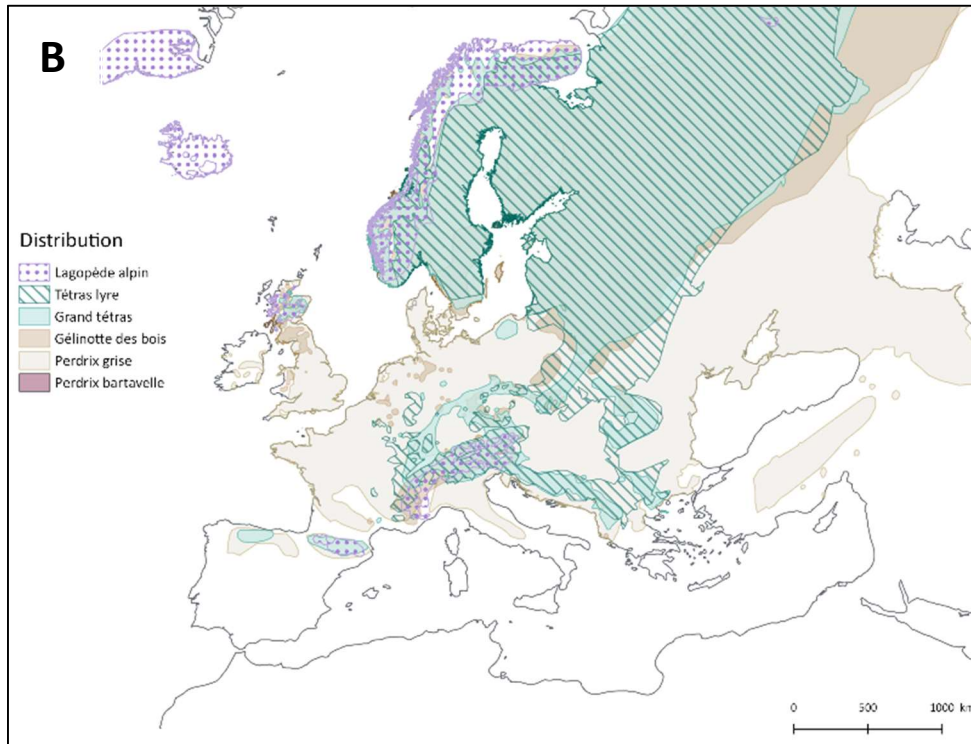 B
Distribution
Lagopède alpin
Tétras lyre
Grand tétras
Gélinotte des bois
Perdrix grise
Perdrix bartavelle
0 500 1000 km